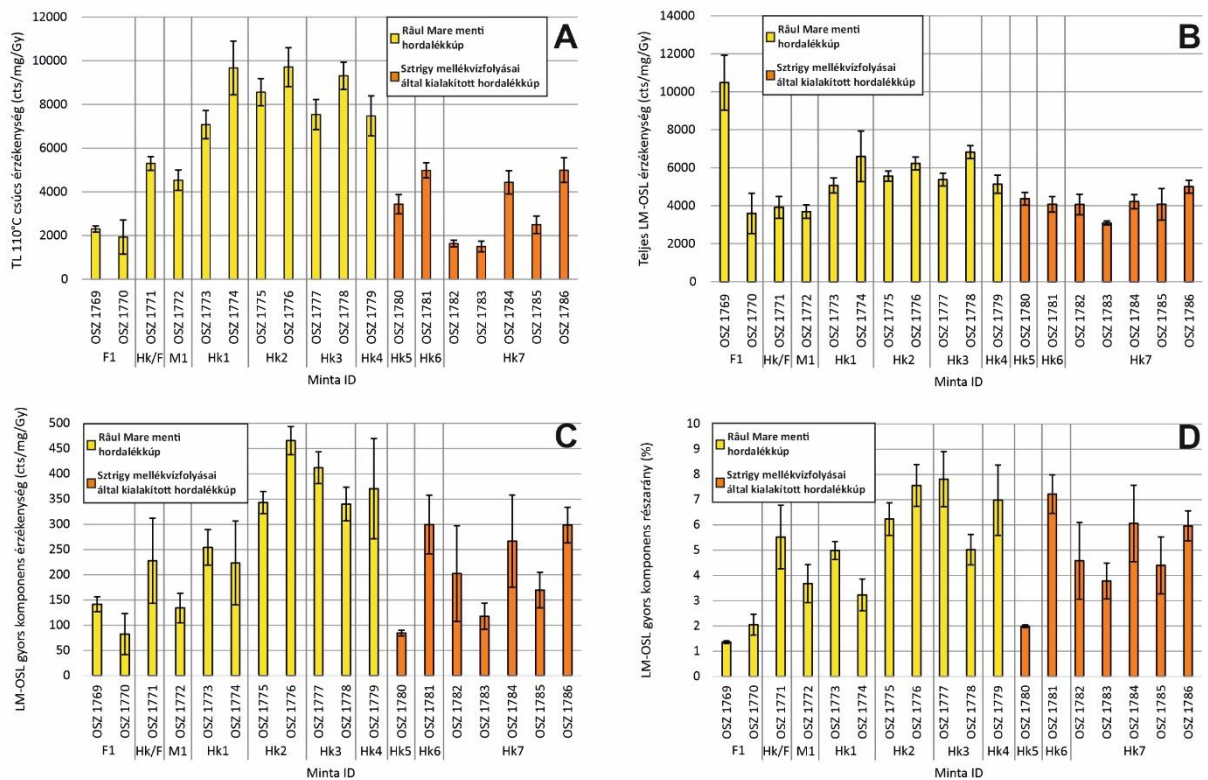 A
TL 110°C csúcs érzékenység (cts/mg/Gy)
12000
10000
8000
6000
4000
2000
0
Râul Mare menti
hordalékkúp
Sztrigy mellékvízfolyásai
által kialakított hordalékkúp
OSZ 1769
OSZ 1770
OSZ 1771
OSZ 1772
OSZ 1773
OSZ 1774
OSZ 1775
OSZ 1776
OSZ 1777
OSZ 1778
OSZ 1779
OSZ 1780
OSZ 1781
OSZ 1782
OSZ 1783
OSZ 1784
OSZ 1785
OSZ 1786
F1 Hk/F M1 Hk1 Hk2 Hk3 Hk4 Hk5 Hk6 Hk7
Minta ID
B
Teljes LM-OSL érzékenység (cts/mg/Gy)
14000
12000
10000
8000
6000
4000
2000
0
Râul Mare menti
hordalékkúp
Sztrigy mellékvízfolyásai
által kialakított hordalékkúp
OSZ 1769
OSZ 1770
OSZ 1771
OSZ 1772
OSZ 1773
OSZ 1774
OSZ 1775
OSZ 1776
OSZ 1777
OSZ 1778
OSZ 1779
OSZ 1780
OSZ 1781
OSZ 1782
OSZ 1783
OSZ 1784
OSZ 1785
OSZ 1786
F1 Hk/F M1 Hk1 Hk2 Hk3 Hk4 Hk5 Hk6 Hk7
Minta ID
C
LM-OSL gyors komponens érzékenység (cts/mg/Gy)
500
450
400
350
300
250
200
150
100
50
0
Râul Mare menti
hordalékkúp
Sztrigy mellékvízfolyásai
által kialakított hordalékkúp
OSZ 1769
OSZ 1770
OSZ 1771
OSZ 1772
OSZ 1773
OSZ 1774
OSZ 1775
OSZ 1776
OSZ 1777
OSZ 1778
OSZ 1779
OSZ 1780
OSZ 1781
OSZ 1782
OSZ 1783
OSZ 1784
OSZ 1785
OSZ 1786
F1 Hk/F M1 Hk1 Hk2 Hk3 Hk4 Hk5 Hk6 Hk7
Minta ID
D
LM-OSL gyors komponens részarány (%)
10
9
8
7
6
5
4
3
2
1
0
Râul Mare menti
hordalékkúp
Sztrigy mellékvízfolyásai
által kialakított hordalékkúp
OSZ 1769
OSZ 1770
OSZ 1771
OSZ 1772
OSZ 1773
OSZ 1774
OSZ 1775
OSZ 1776
OSZ 1777
OSZ 1778
OSZ 1779
OSZ 1780
OSZ 1781
OSZ 1782
OSZ 1783
OSZ 1784
OSZ 1785
OSZ 1786
F1 Hk/F M1 Hk1 Hk2 Hk3 Hk4 Hk5 Hk6 Hk7
Minta ID